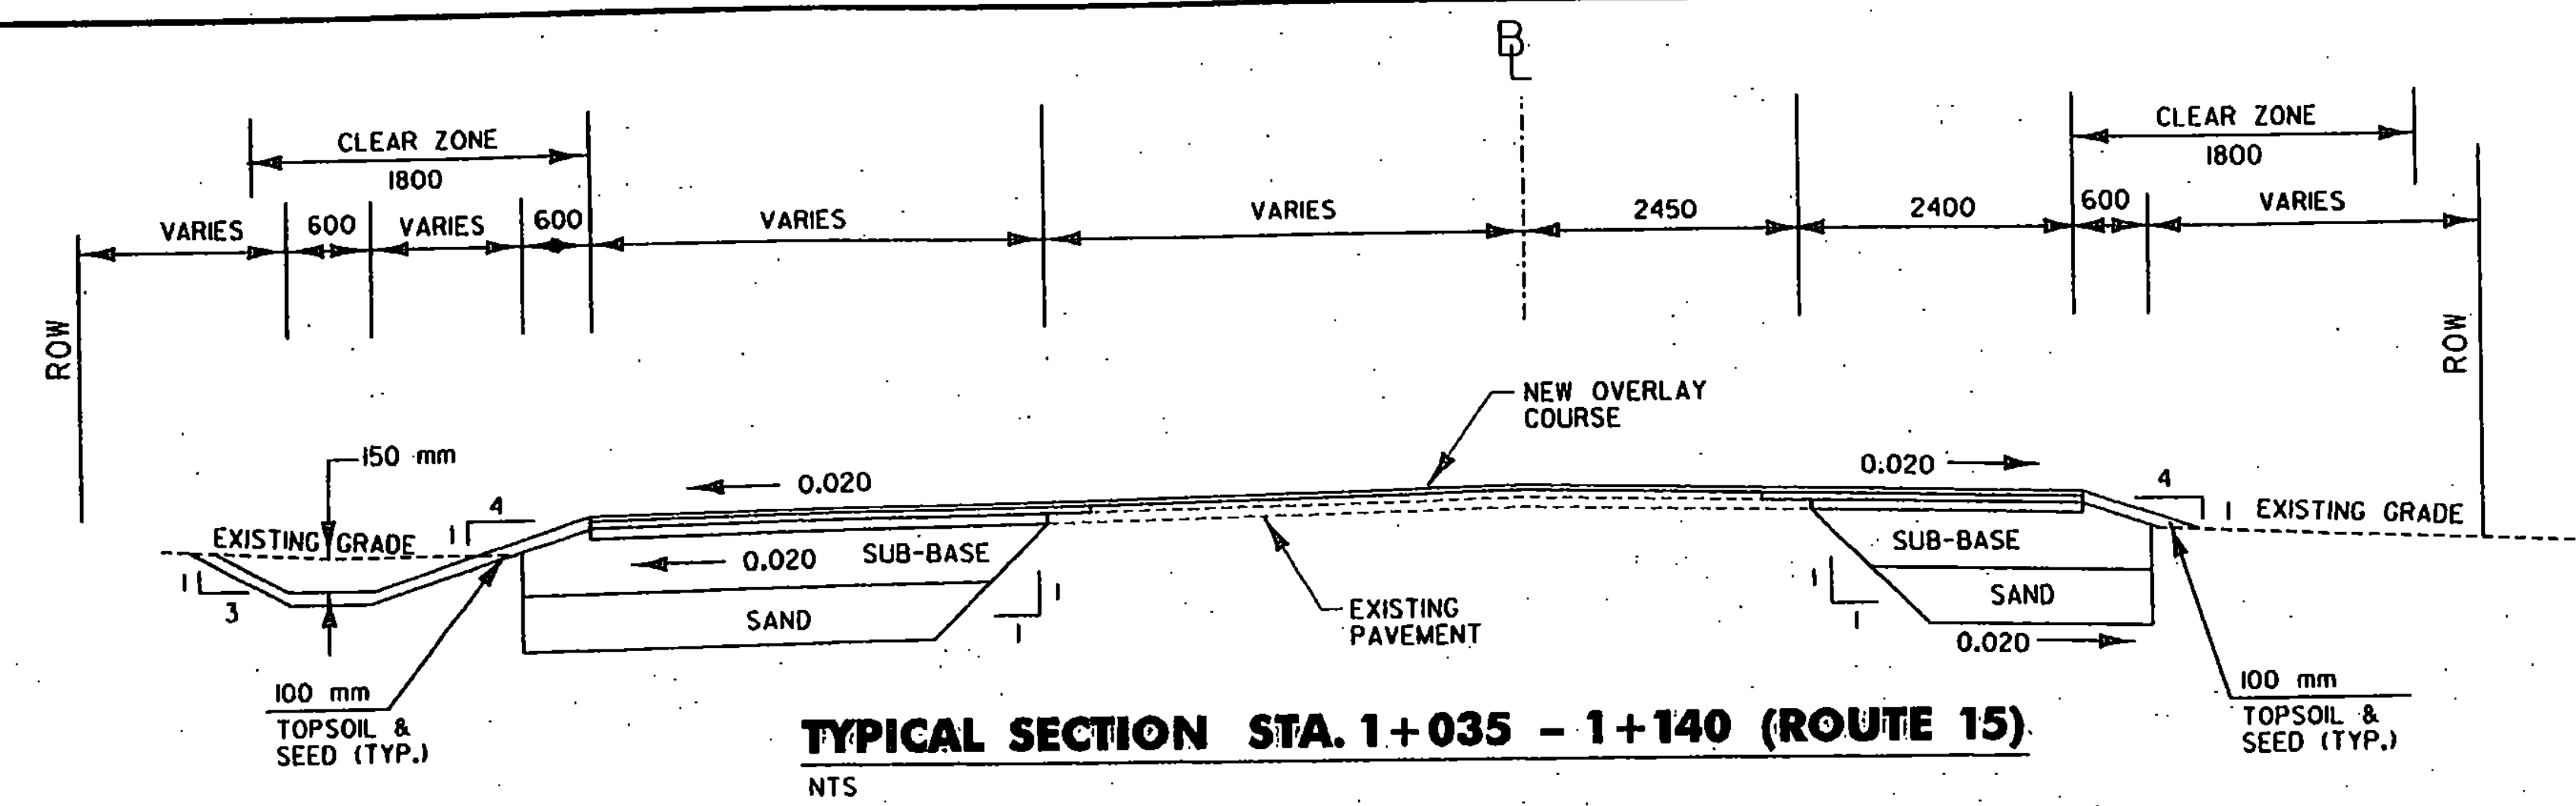 BL
CLEAR ZONE
1800
CLEAR ZONE
1800
VARIES
600
VARIES
600
VARIES
VARIES
2450
2400
600
VARIES
ROW
ROW
NEW OVERLAY
COURSE
150 mm
0.020
0.020
4
1
4
1
EXISTING GRADE
EXISTING GRADE
0.020
SUB-BASE
SUB-BASE
1
3
SAND
1
1
EXISTING
PAVEMENT
1
1
SAND
0.020
100 mm
TOPSOIL &
SEED (TYP.)
100 mm
TOPSOIL &
SEED (TYP.)
TYPICAL SECTION STA. 1+035 - 1+140 (ROUTE 15)
NTS